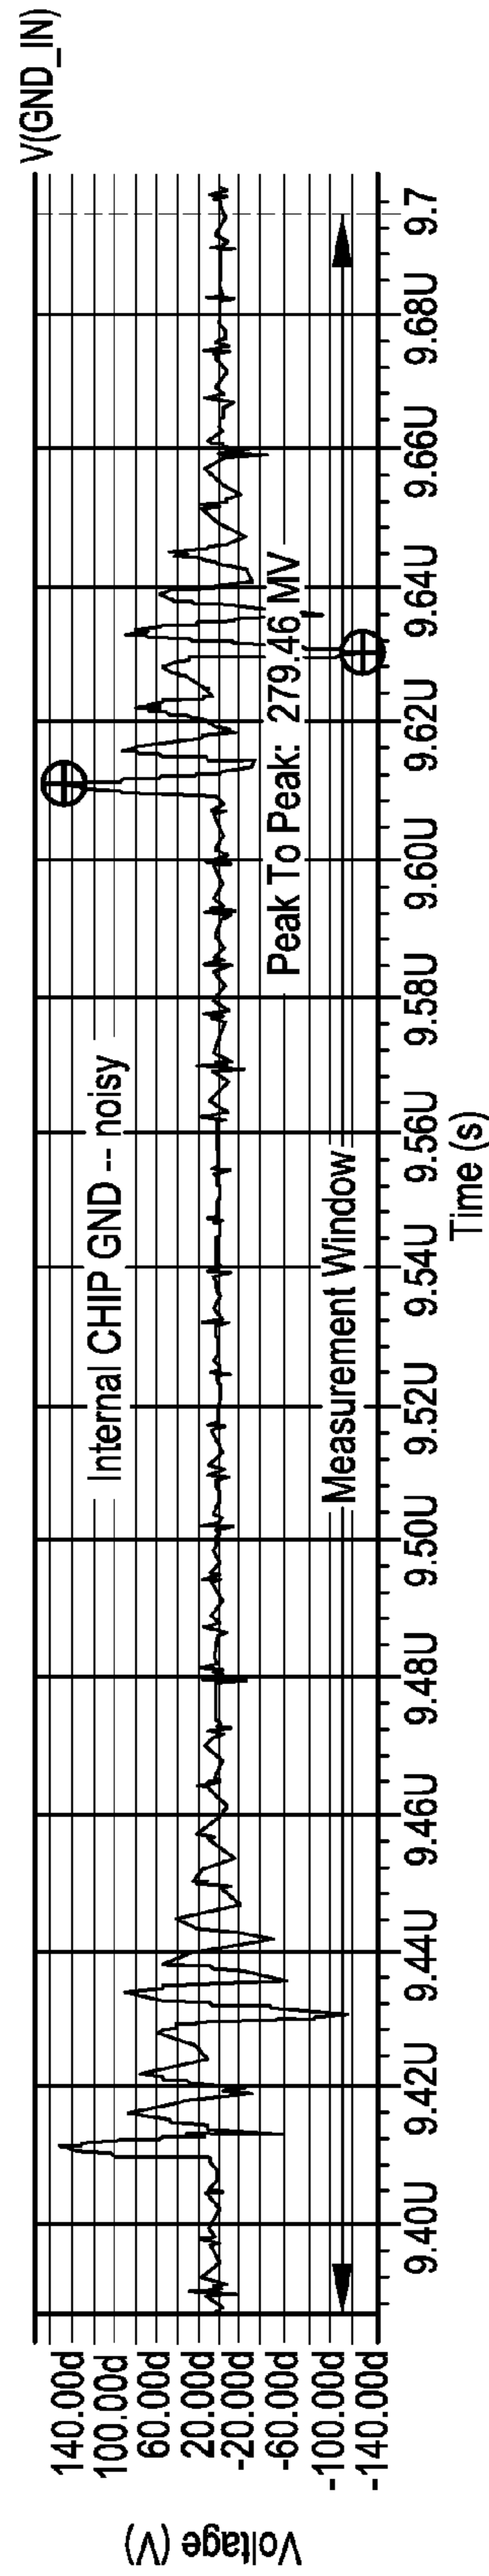 V(GND_IN)
140.00d
100.00d
60.00d
20.00d
-20.00d
-60.00d
-100.00d
-140.00d
Voltage (V)
Internal CHIP GND -- noisy
Peak To Peak: 279.46 MV
Measurement Window
9.40U 9.42U 9.44U 9.46U 9.48U 9.50U 9.52U 9.54U 9.56U 9.58U 9.60U 9.62U 9.64U 9.66U 9.68U 9.7
Time (s)